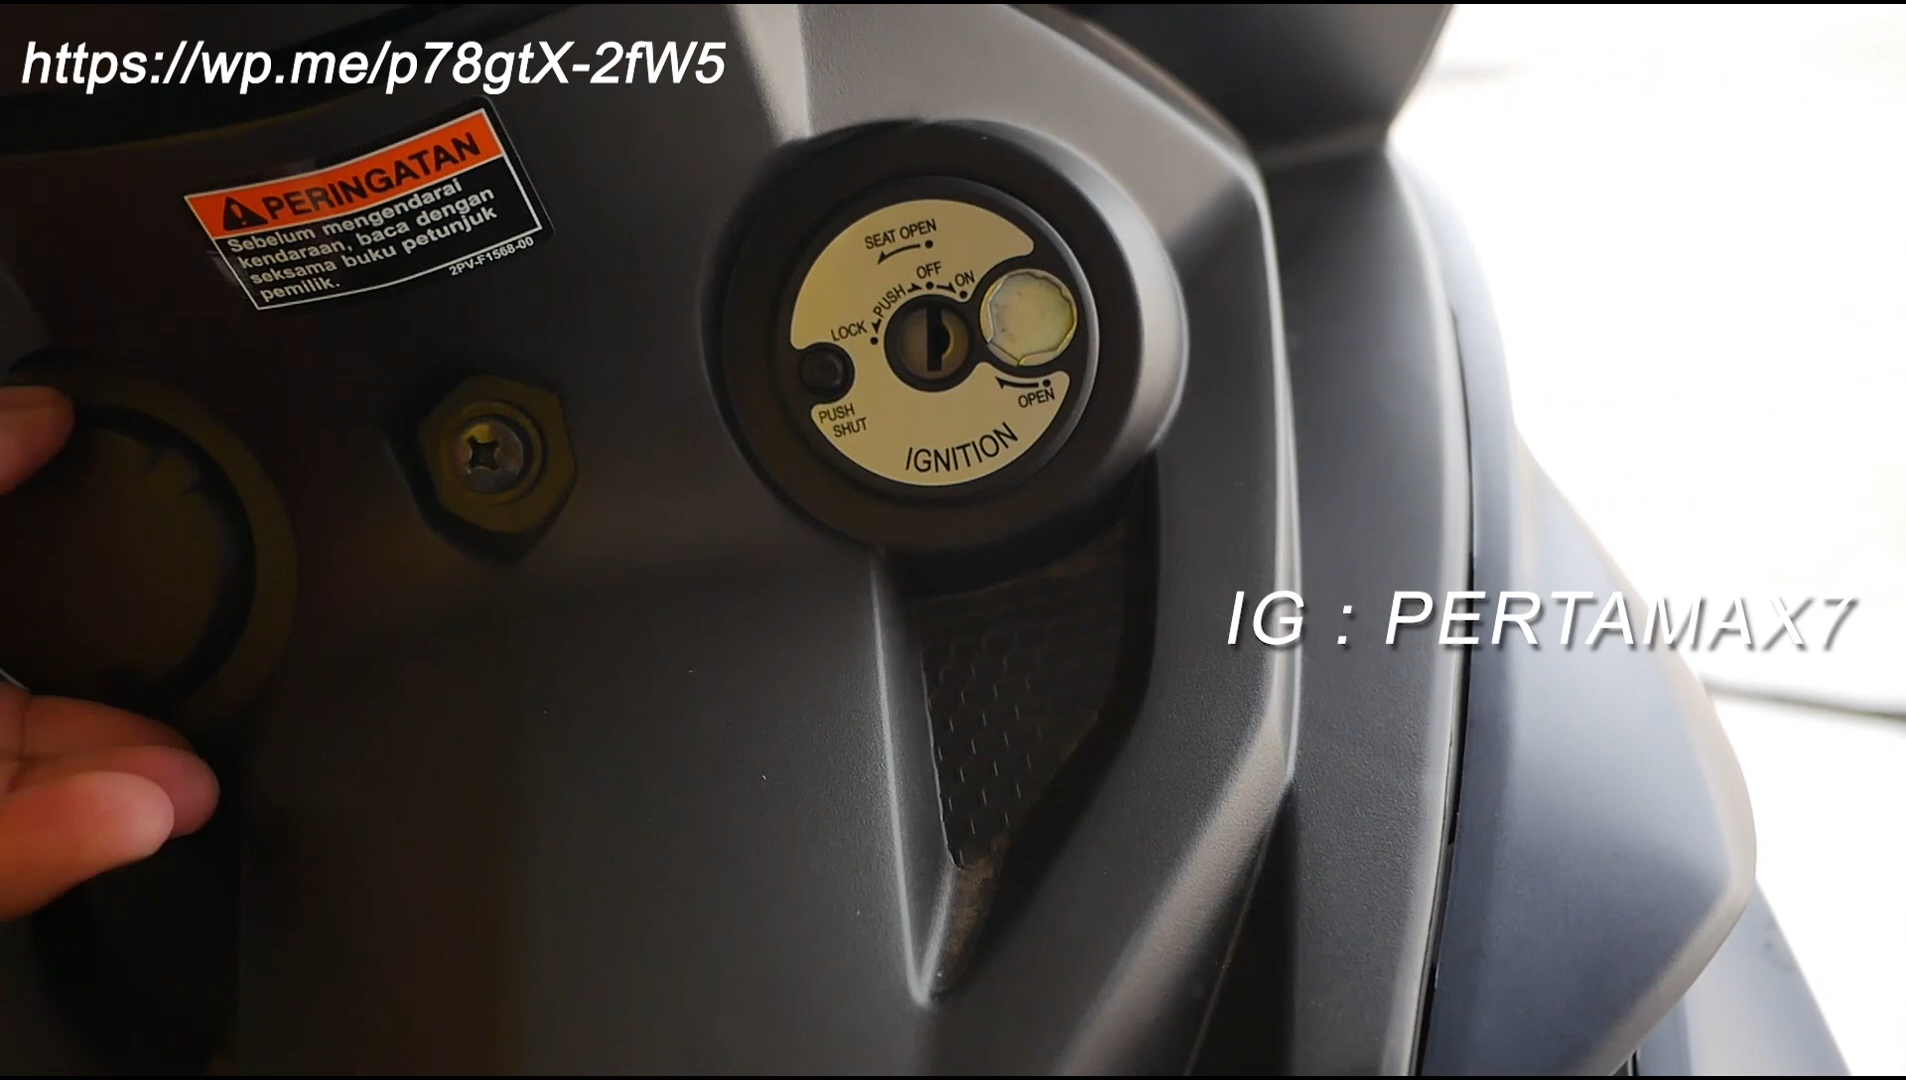 https://wp.me/p78gtX-2fW5
PERINGATAN
Sebelum mengendarai
kendaraan, baca dengan
seksama buku petunjuk
pemilik.
2PV-F1568-00
SEAT OPEN
OFF
ON
PUSH
LOCK
PUSH
SHUT
OPEN
IGNITION
IG : PERTAMAX7